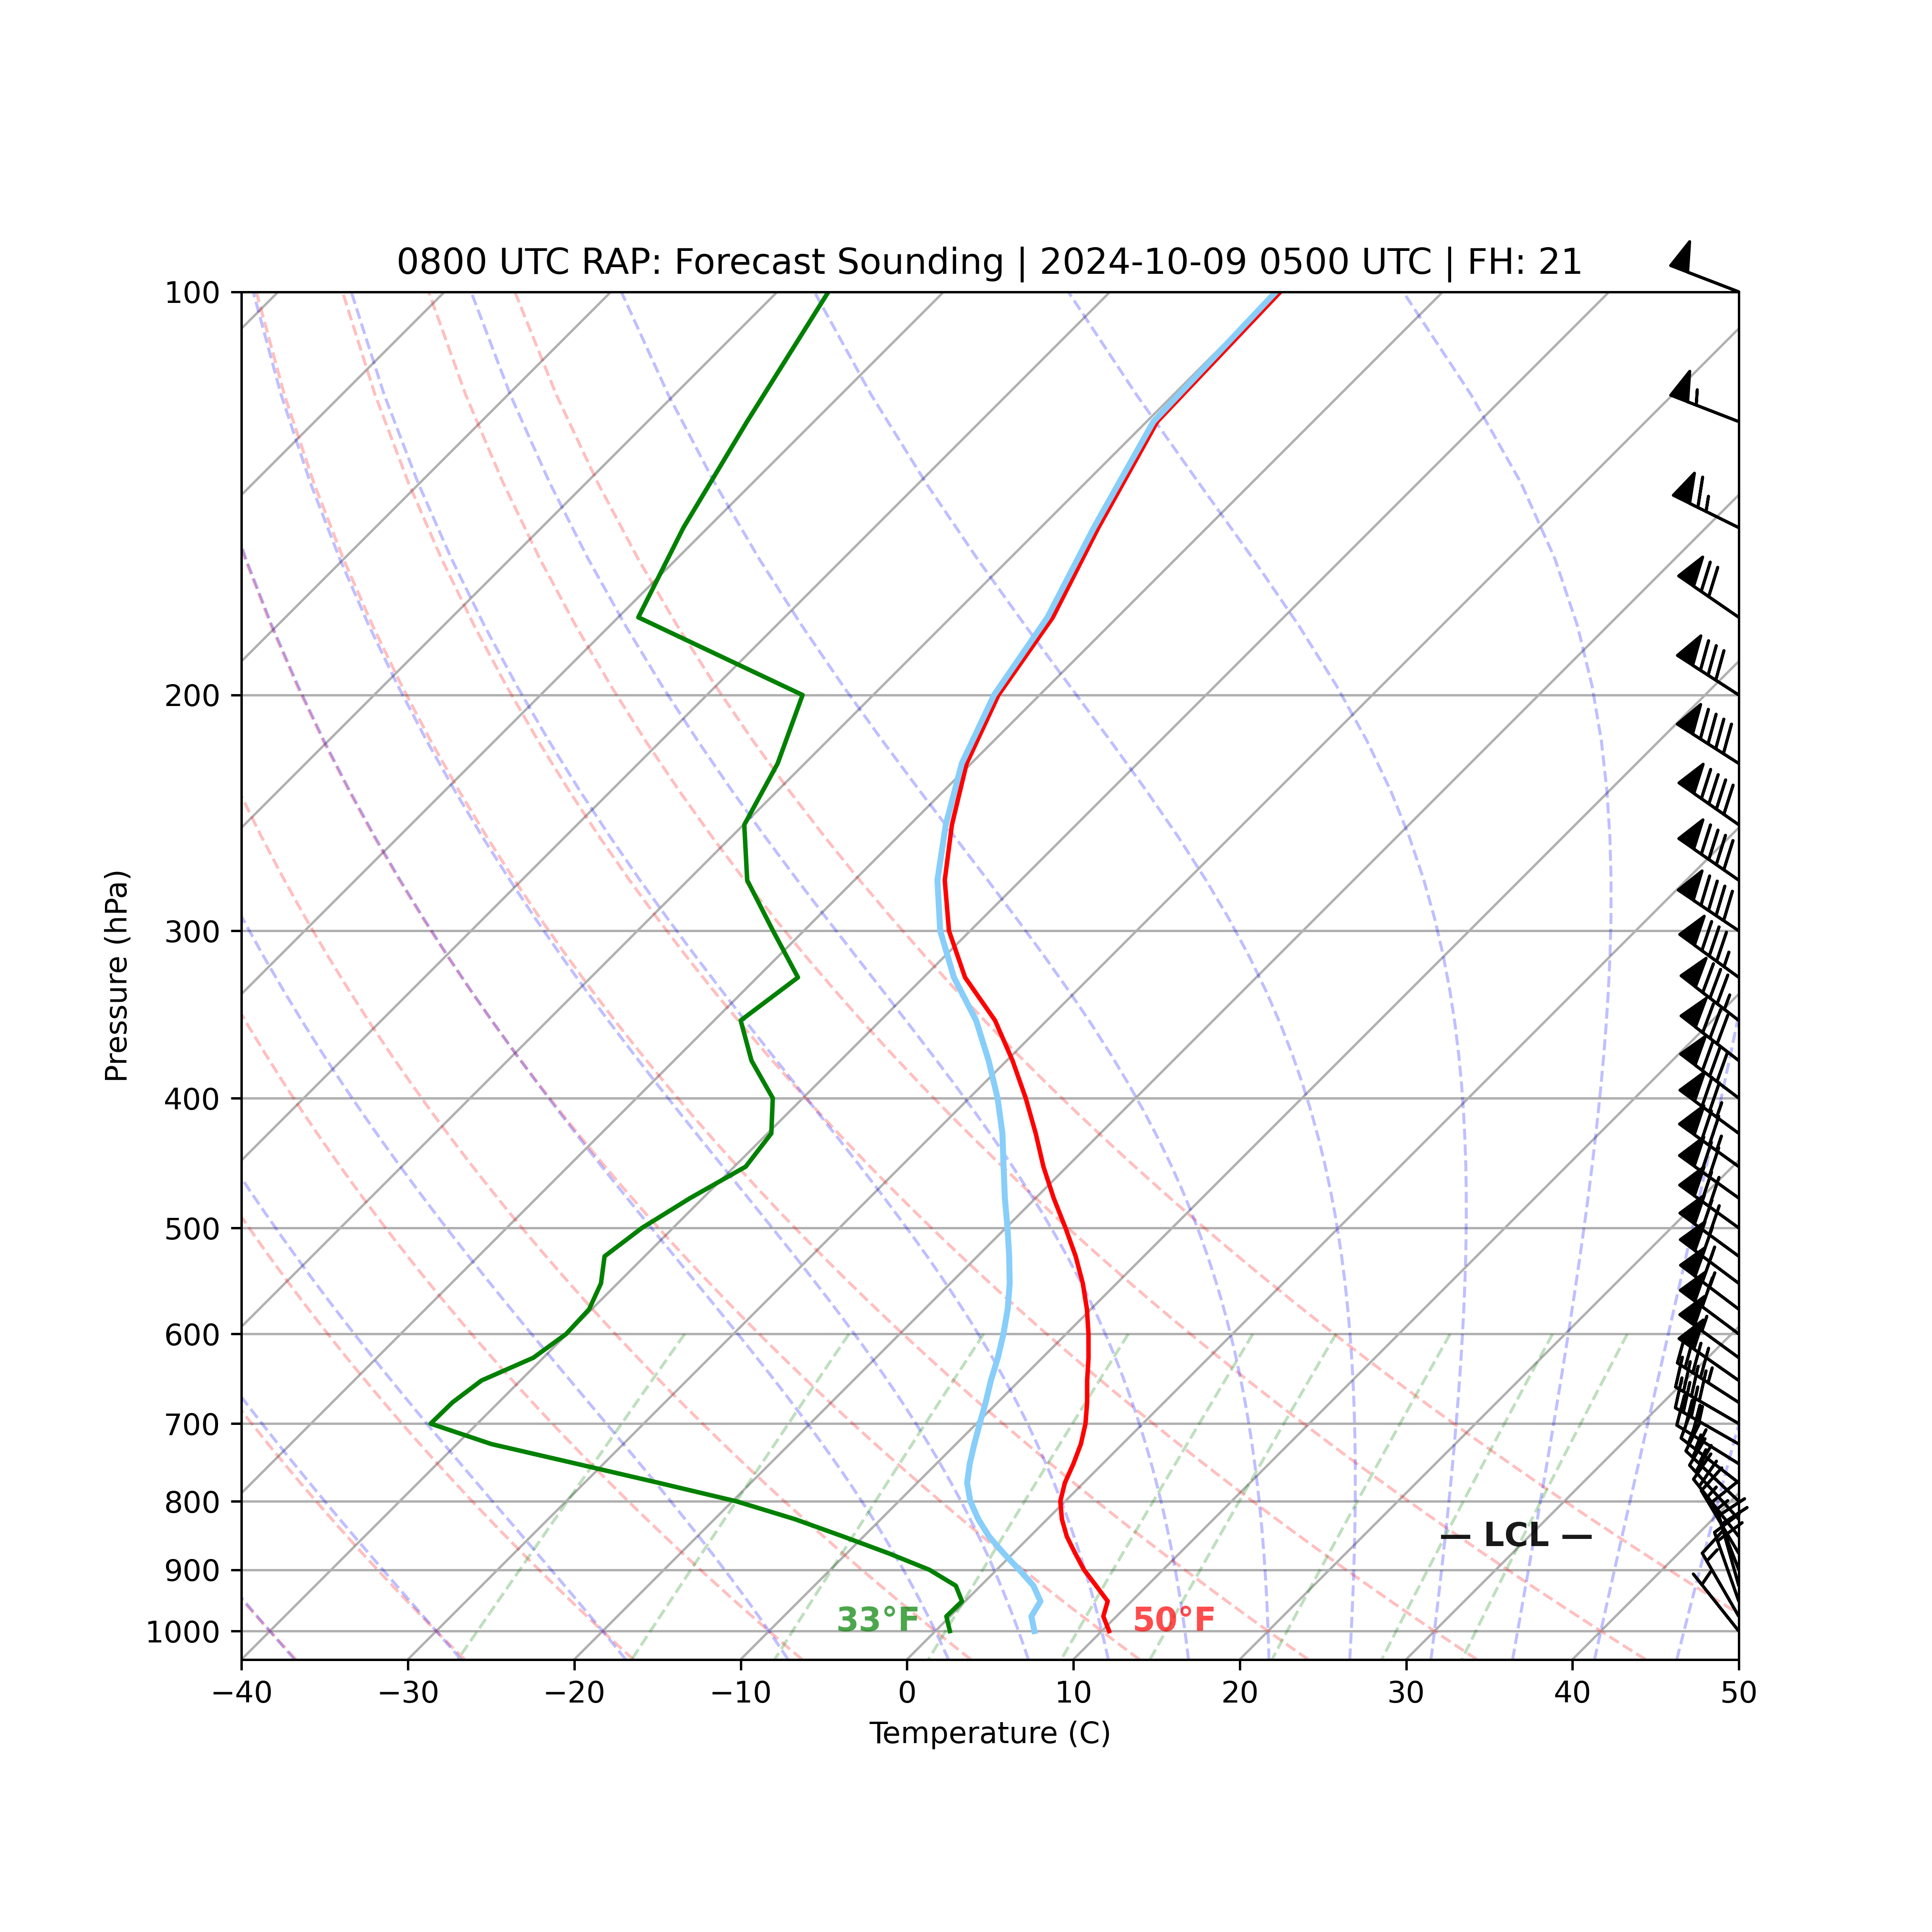 0800 UTC RAP: Forecast Sounding | 2024-10-09 0500 UTC | FH: 21
100
200
300
400
500
600
700
800
900
1000
Pressure (hPa)
— LCL —
33°F
50°F
−40 −30 −20 −10 0 10 20 30 40 50
Temperature (C)